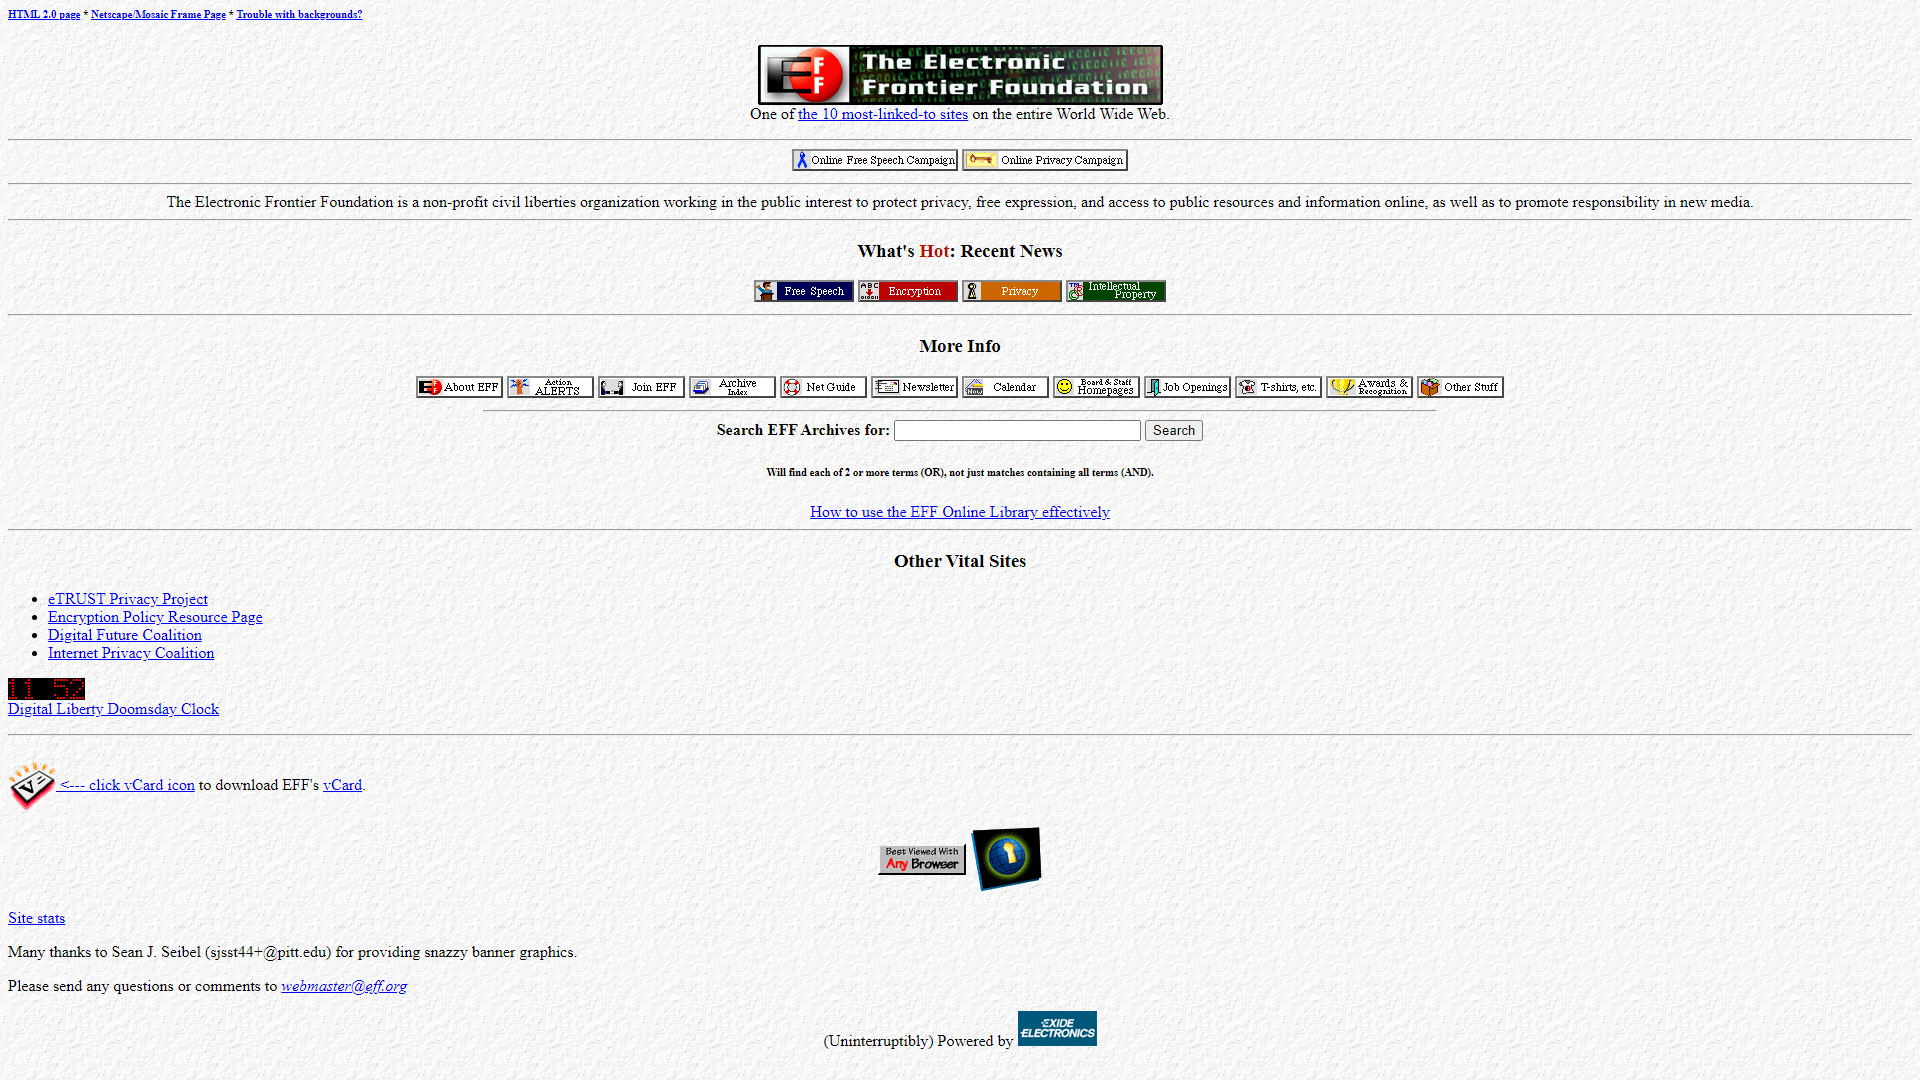 HTML 2.0 page * Netscape/Mosaic Frame Page * Trouble with backgrounds?
EFF The Electronic
Frontier Foundation
One of the 10 most-linked-to sites on the entire World Wide Web.
Online Free Speech Campaign Online Privacy Campaign
The Electronic Frontier Foundation is a non-profit civil liberties organization working in the public interest to protect privacy, free expression, and access to public resources and information online, as well as to promote responsibility in new media.
What's Hot: Recent News
Free Speech Encryption Privacy Intellectual Property
More Info
About EFF Action ALERTS Join EFF Archive Index Net Guide Newsletter Calendar Board & Staff Homepages Job Openings T-shirts, etc. Awards & Recognition Other Stuff
Search EFF Archives for: Search
Will find each of 2 or more terms (OR), not just matches containing all terms (AND).
How to use the EFF Online Library effectively
Other Vital Sites
eTRUST Privacy Project
Encryption Policy Resource Page
Digital Future Coalition
Internet Privacy Coalition
11 52
Digital Liberty Doomsday Clock
<--- click vCard icon to download EFF's vCard.
Best Viewed With
Any Browser
Site stats
Many thanks to Sean J. Seibel (sjsst44+@pitt.edu) for providing snazzy banner graphics.
Please send any questions or comments to webmaster@eff.org
(Uninterruptibly) Powered by EXIDE ELECTRONICS